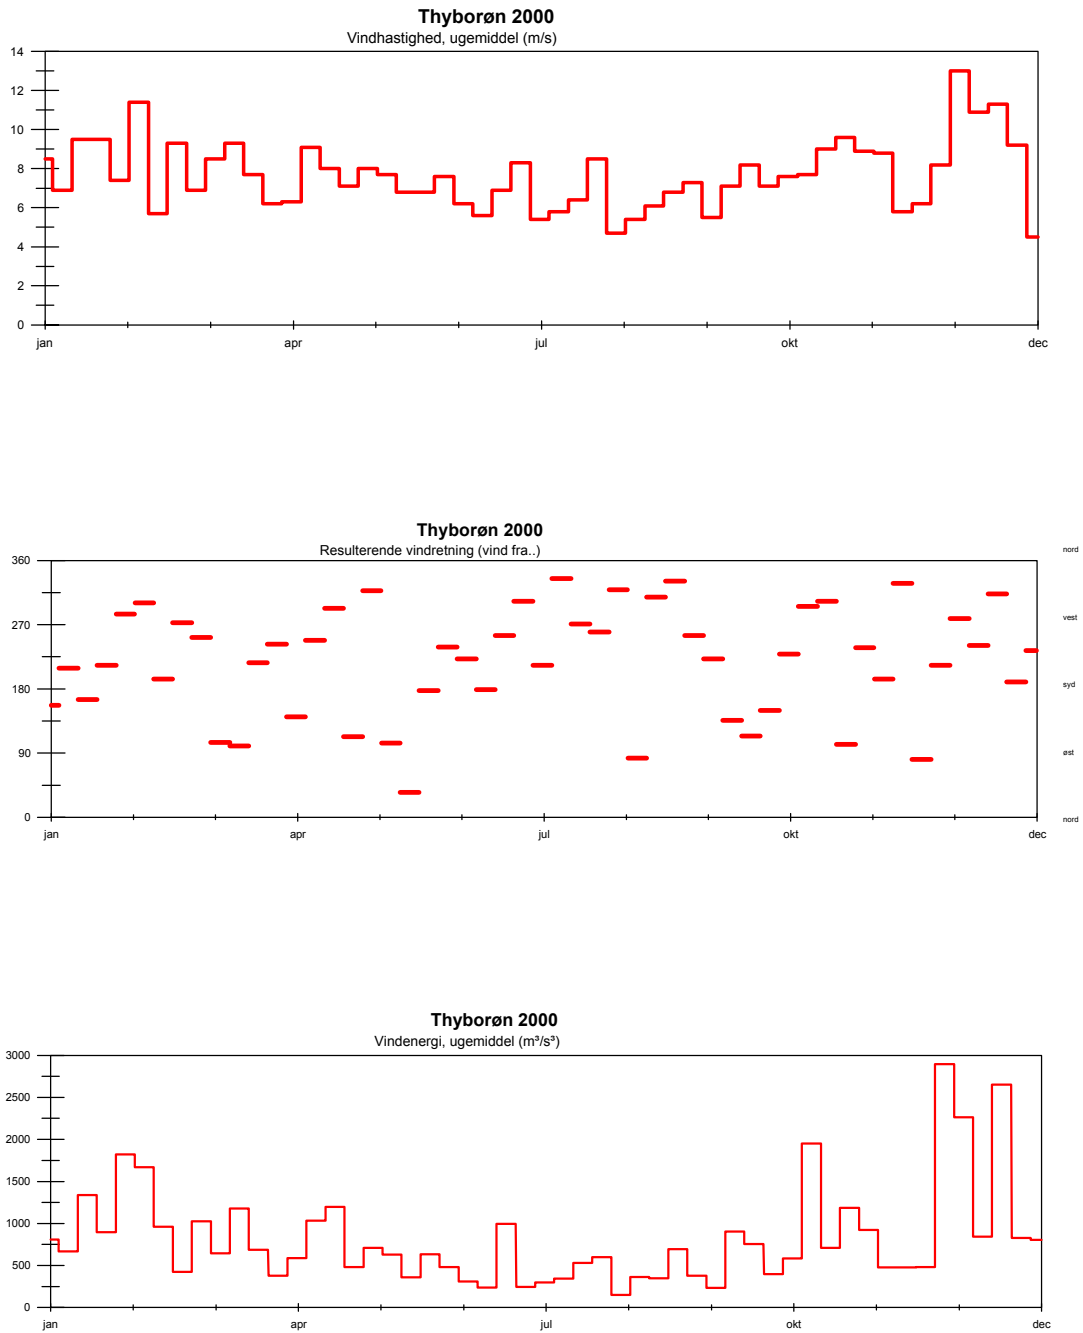 Thyborøn 2000
Vindhastighed, ugemiddel (m/s)
14
12
10
8
6
4
2
0
jan apr jul okt dec
Thyborøn 2000
Resulterende vindretning (vind fra..)
360 nord
270 vest
180 syd
90 øst
0 nord
jan apr jul okt dec
Thyborøn 2000
Vindenergi, ugemiddel (m³/s³)
3000
2500
2000
1500
1000
500
0
jan apr jul okt dec